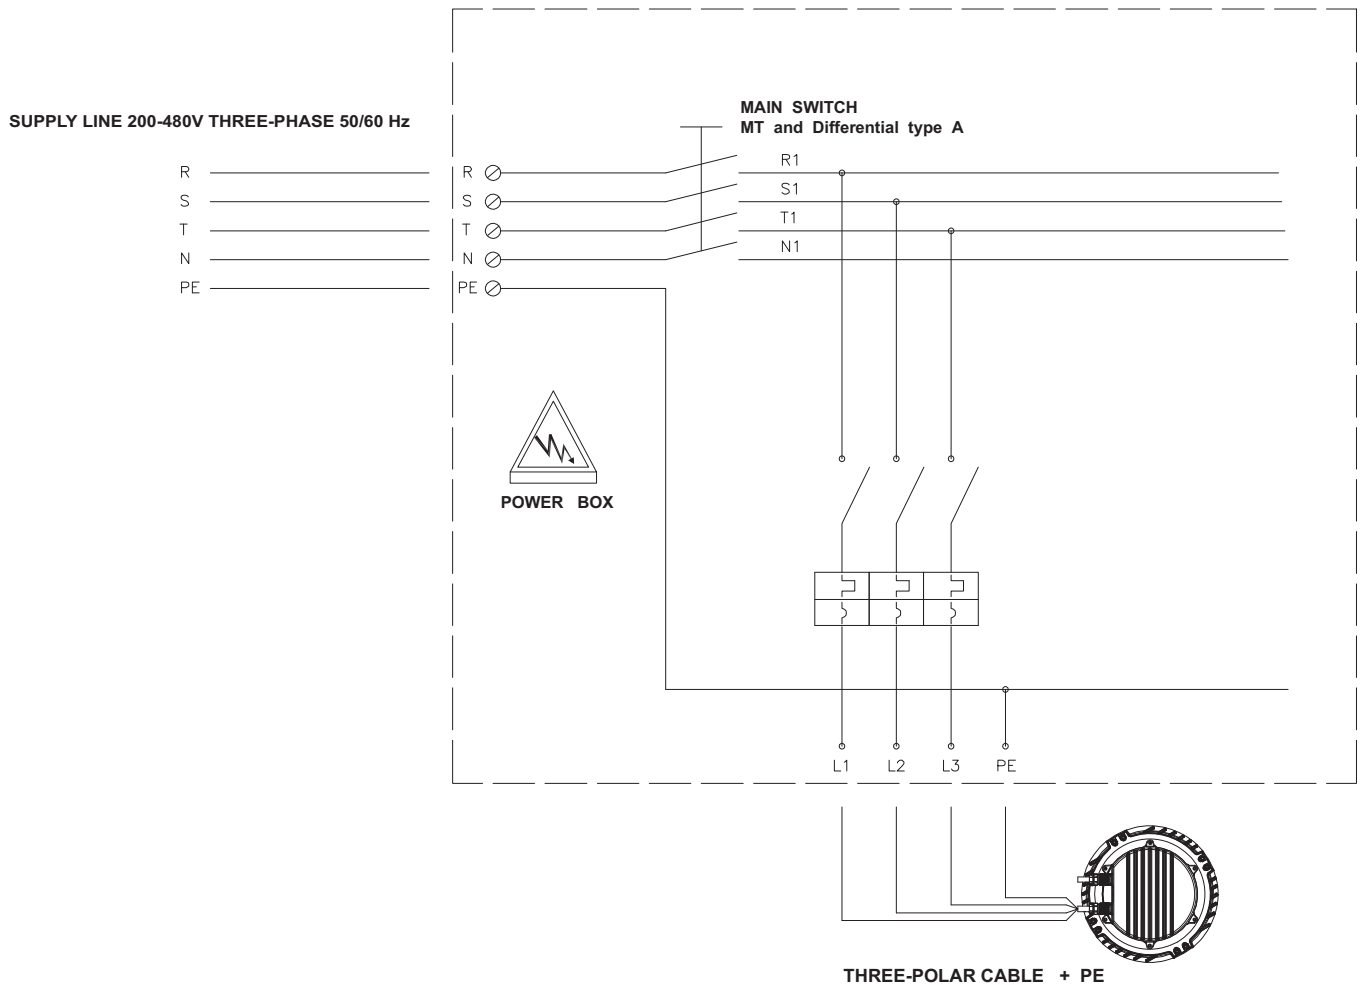 SUPPLY LINE 200-480V THREE-PHASE 50/60 Hz
MAIN SWITCH
MT and Differential type A
R
S
T
N
PE
R
S
T
N
PE
R1
S1
T1
N1
POWER BOX
L1 L2 L3 PE
THREE-POLAR CABLE + PE